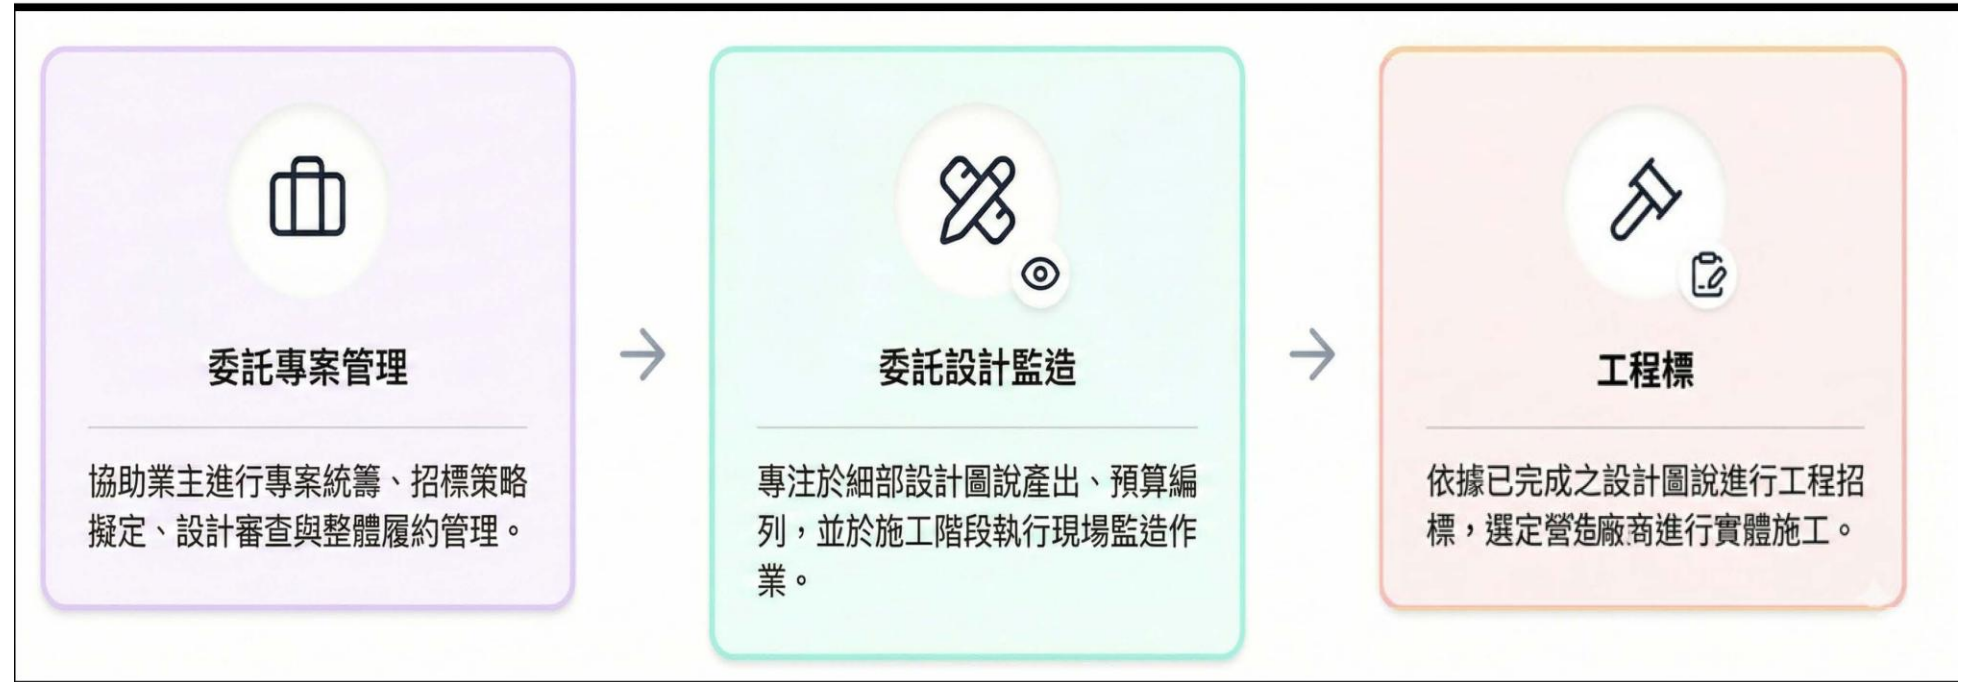 委託專案管理
協助業主進行專案統籌、招標策略
擬定、設計審查與整體履約管理。
委託設計監造
專注於細部設計圖說產出、預算編
列,並於施工階段執行現場監造作
業。
工程標
依據已完成之設計圖說進行工程招
標,選定營造廠商進行實體施工。